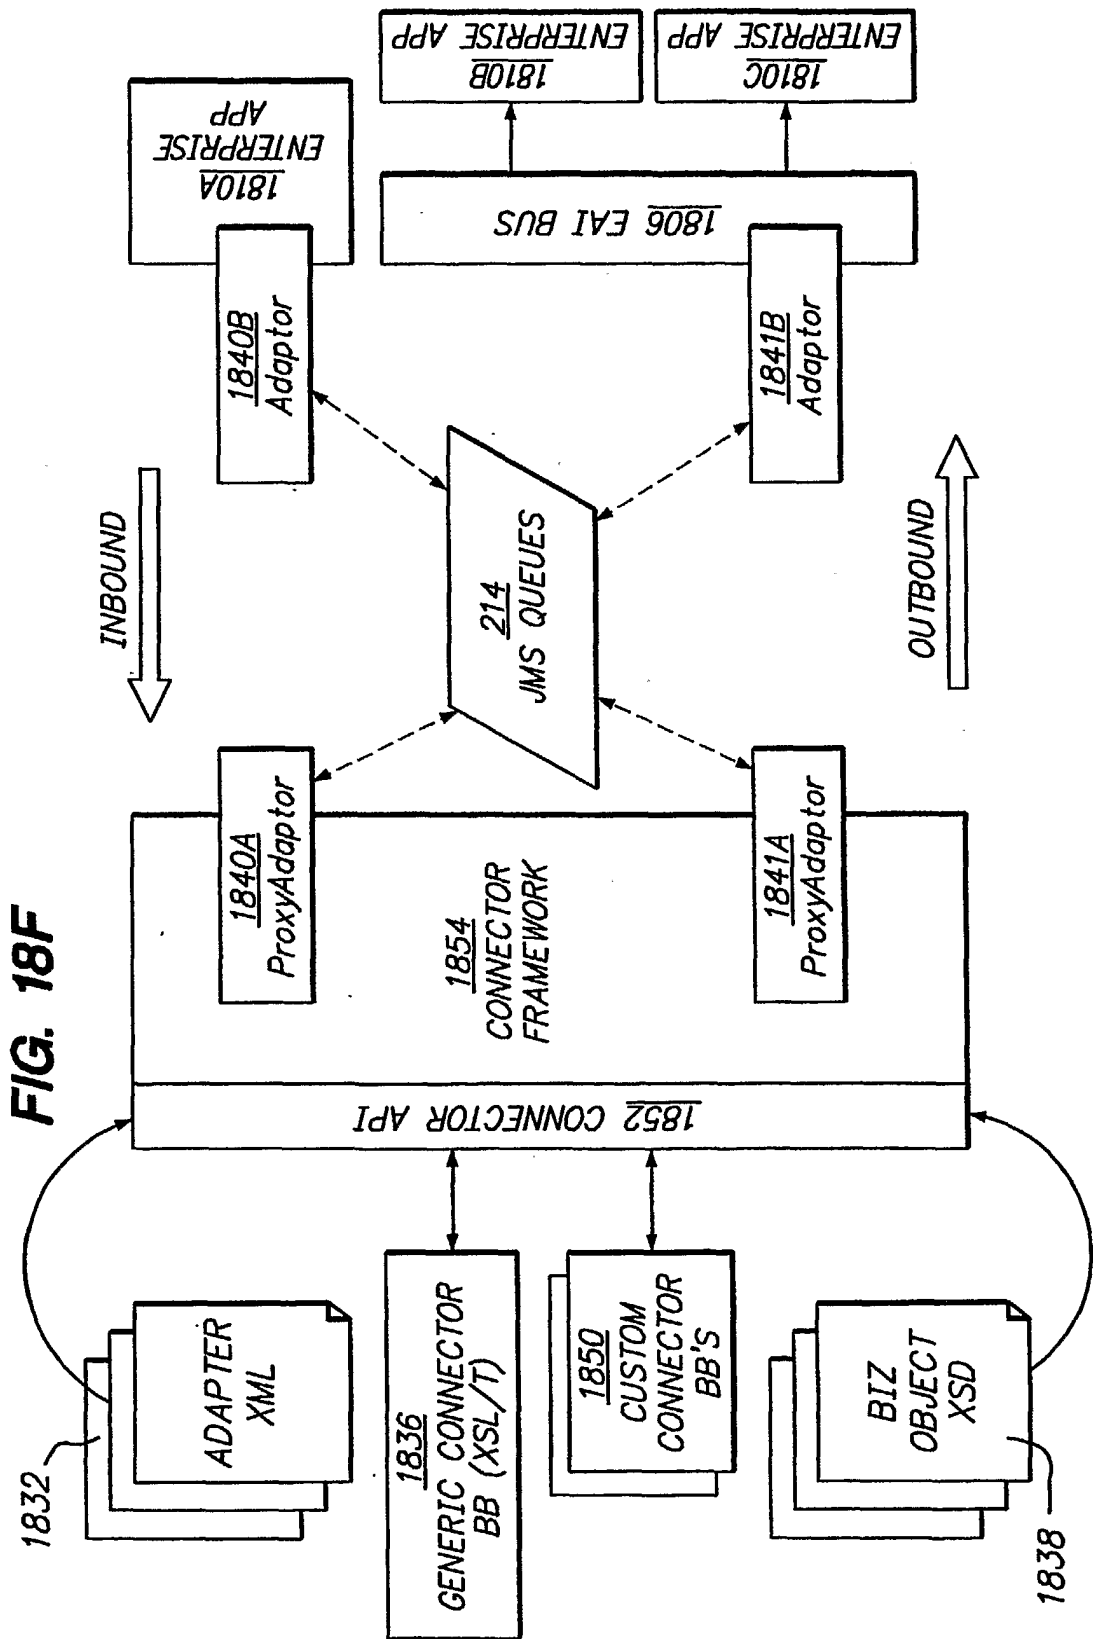 FIG. 18F
1832
ADAPTER
XML
1836
GENERIC CONNECTOR
BB (XSL/T)
1850
CUSTOM
CONNECTOR
BB'S
BIZ
OBJECT
XSD
1838
1852 CONNECTOR API
1840A
ProxyAdaptor
1854
CONNECTOR
FRAMEWORK
1841A
ProxyAdaptor
INBOUND
214
JMS QUEUES
OUTBOUND
1840B
Adaptor
1841B
Adaptor
1810A
ENTERPRISE
APP
1806 EAI BUS
1810B
ENTERPRISE APP
1810C
ENTERPRISE APP